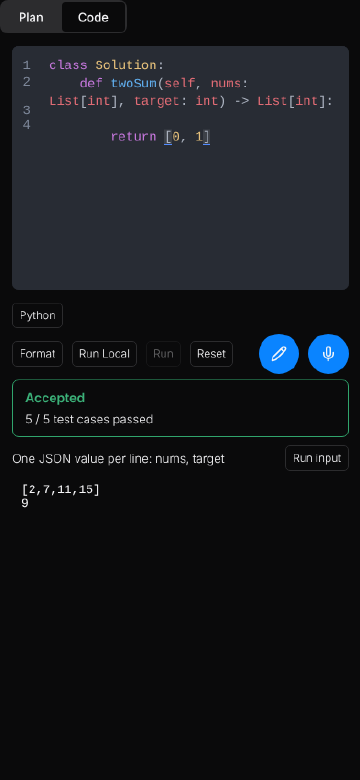 Plan Code
1 class Solution:
2 def twoSum(self, nums:
List[int], target: int) -> List[int]:
3
4 return [0, 1]
Python
Format Run Local Run Reset
Accepted
5 / 5 test cases passed
One JSON value per line: nums, target Run input
[2,7,11,15]
9